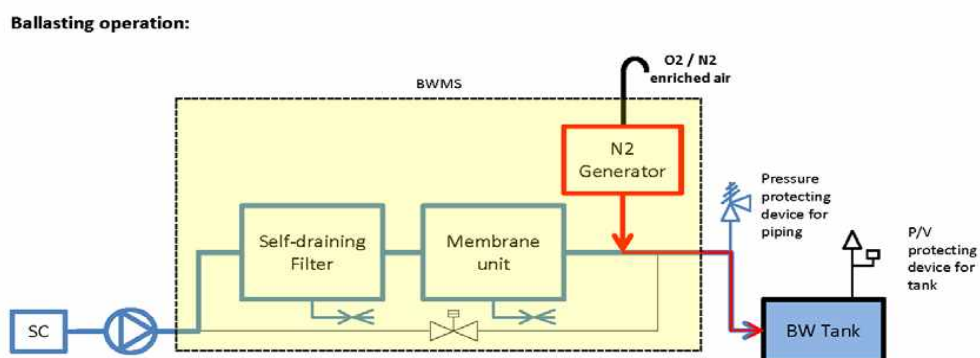 Ballasting operation:
O2 / N2
enriched air
BWMS
N2
Generator
Pressure
protecting
device for
piping
P/V
protecting
device for
tank
Self-draining
Filter
Membrane
unit
SC
BW Tank